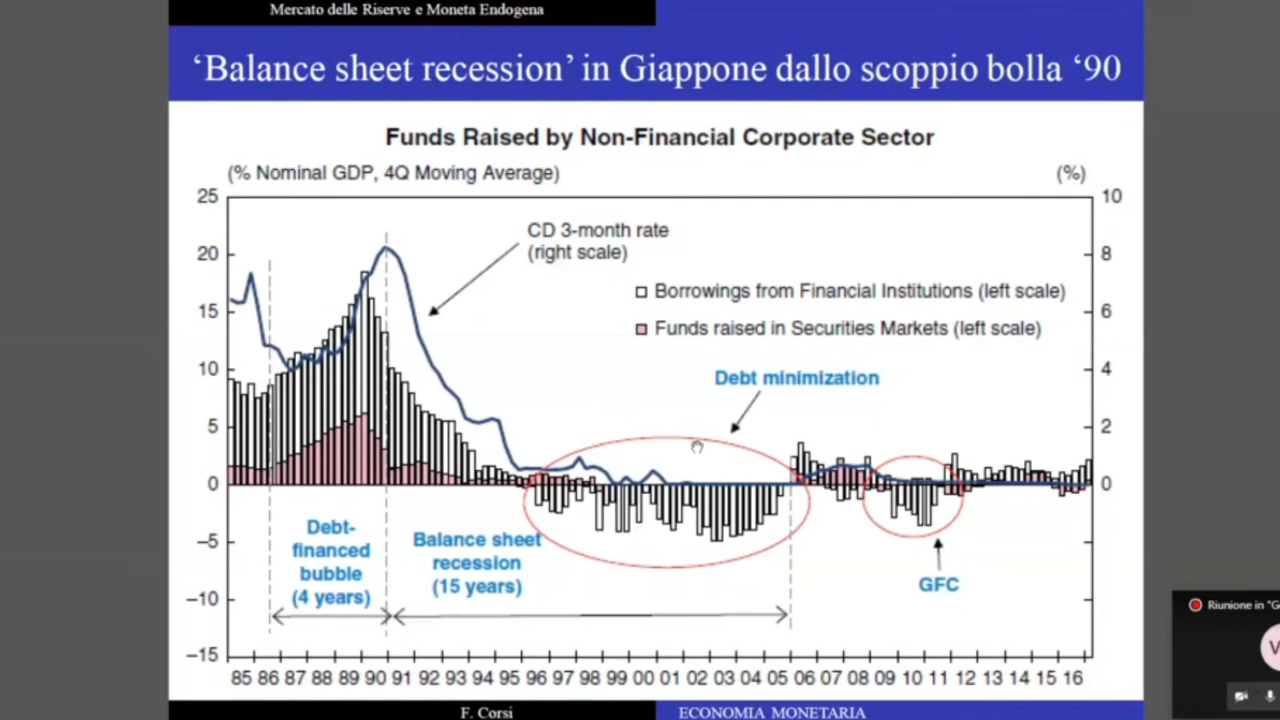 Mercato delle Riserve e Moneta Endogena
‘Balance sheet recession’ in Giappone dallo scoppio bolla ‘90
Funds Raised by Non-Financial Corporate Sector
(% Nominal GDP, 4Q Moving Average)
(%)
25
20
15
10
5
0
−5
−10
−15
10
8
6
4
2
0
CD 3-month rate
(right scale)
Borrowings from Financial Institutions (left scale)
Funds raised in Securities Markets (left scale)
Debt minimization
Debt-
financed
bubble
(4 years)
Balance sheet
recession
(15 years)
GFC
85 86 87 88 89 90 91 92 93 94 95 96 97 98 99 00 01 02 03 04 05 06 07 08 09 10 11 12 13 14 15 16
F. Corsi
ECONOMIA MONETARIA
Riunione in "G
V